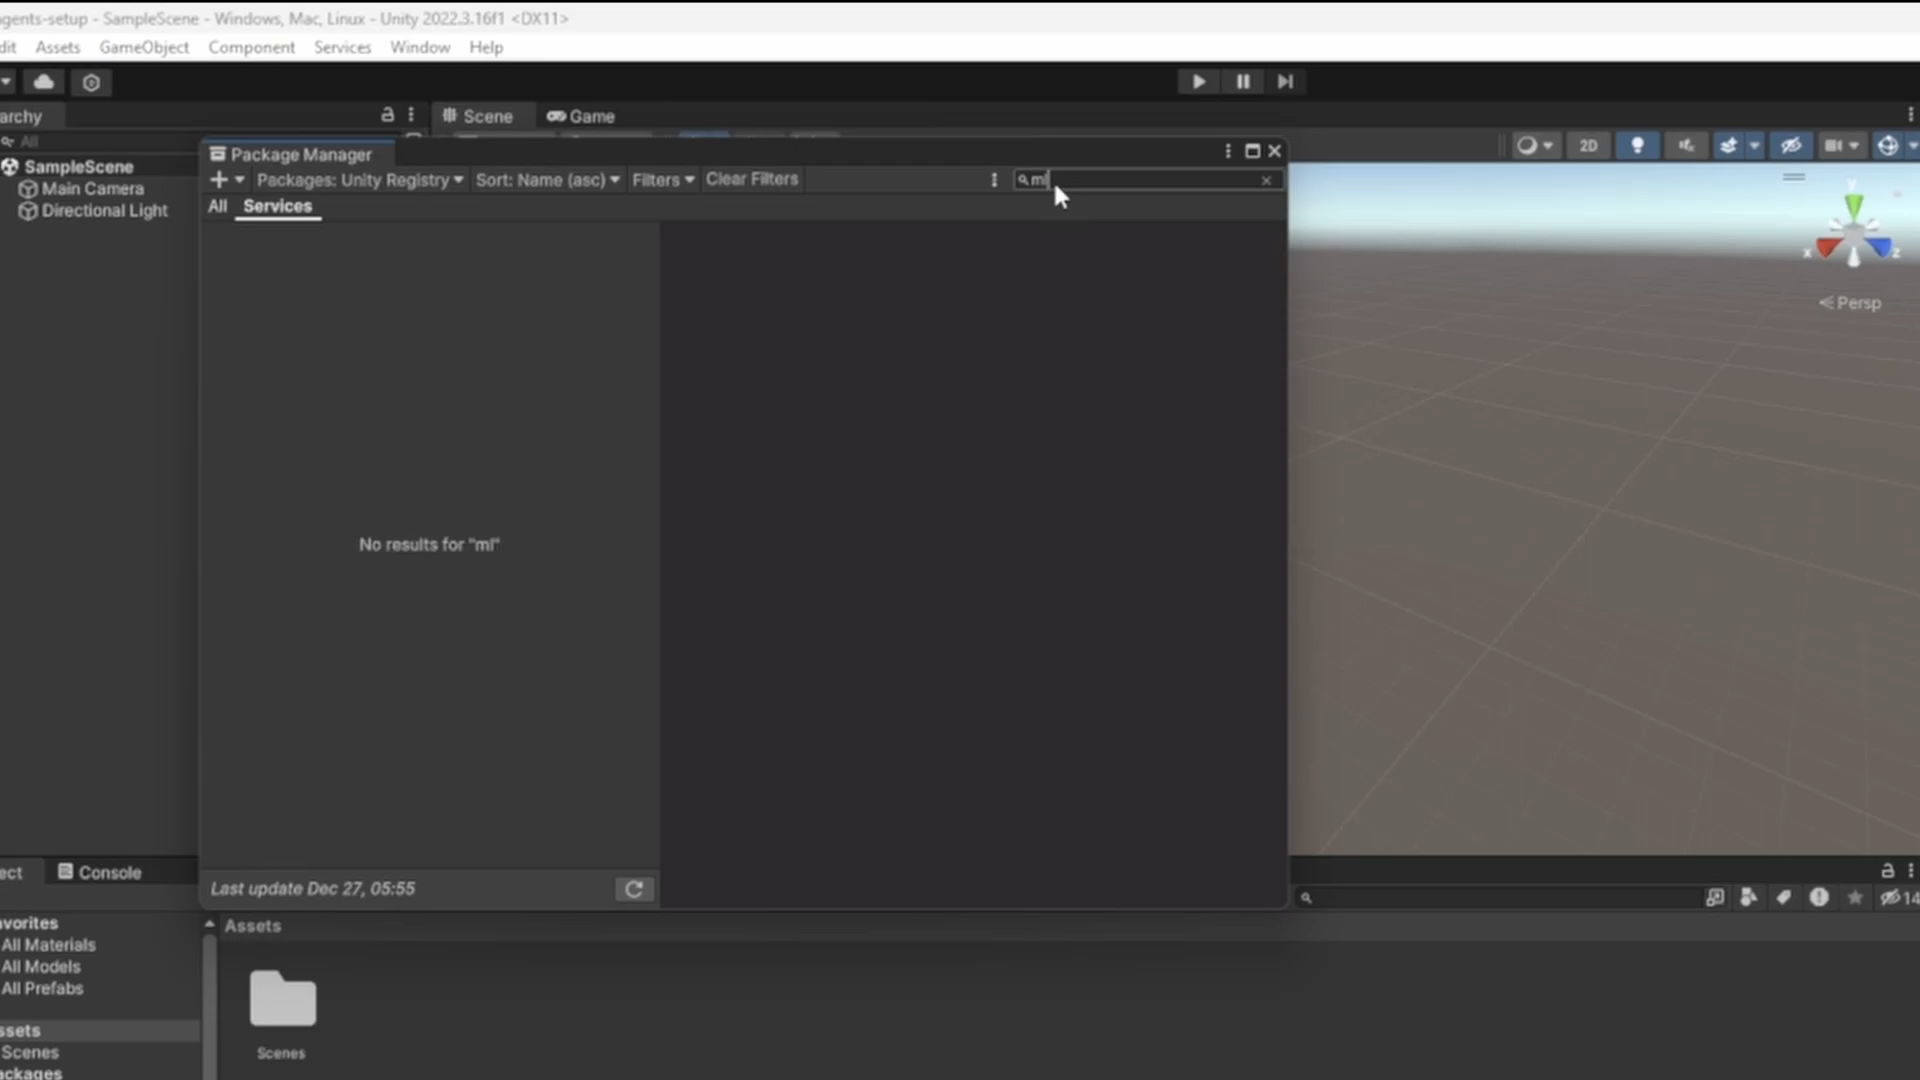 gents-setup - SampleScene - Windows, Mac, Linux - Unity 2022.3.16f1 <DX11>
dit Assets GameObject Component Services Window Help
archy
Scene Game
All
Package Manager
2D
SampleScene
Packages: Unity Registry Sort: Name (asc) Filters Clear Filters ml
Main Camera
All Services
Directional Light
y
x z
Persp
No results for "ml"
ect Console
Last update Dec 27, 05:55
14
avorites
Assets
All Materials
All Models
All Prefabs
ssets
Scenes
Scenes
ackages